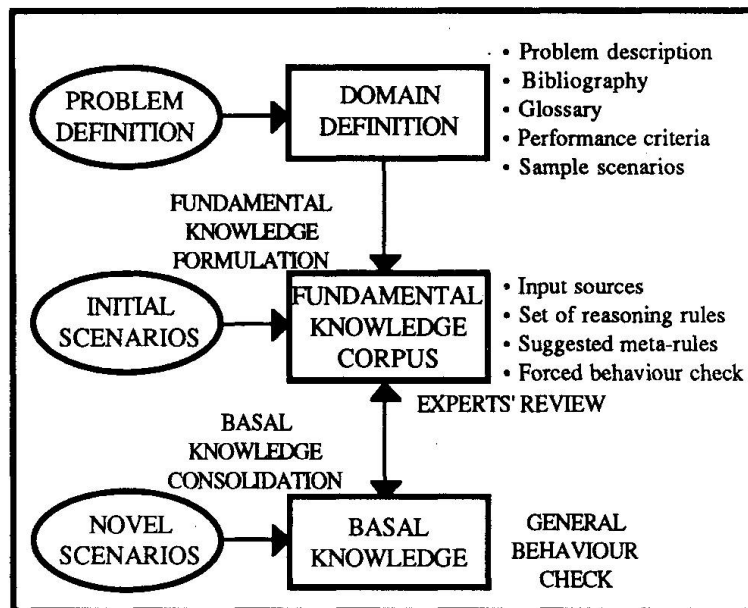 PROBLEM
DEFINITION
DOMAIN
DEFINITION
• Problem description
• Bibliography
• Glossary
• Performance criteria
• Sample scenarios
FUNDAMENTAL
KNOWLEDGE
FORMULATION
INITIAL
SCENARIOS
FUNDAMENTAL
KNOWLEDGE
CORPUS
• Input sources
• Set of reasoning rules
• Suggested meta-rules
• Forced behaviour check
EXPERTS' REVIEW
BASAL
KNOWLEDGE
CONSOLIDATION
NOVEL
SCENARIOS
BASAL
KNOWLEDGE
GENERAL
BEHAVIOUR
CHECK